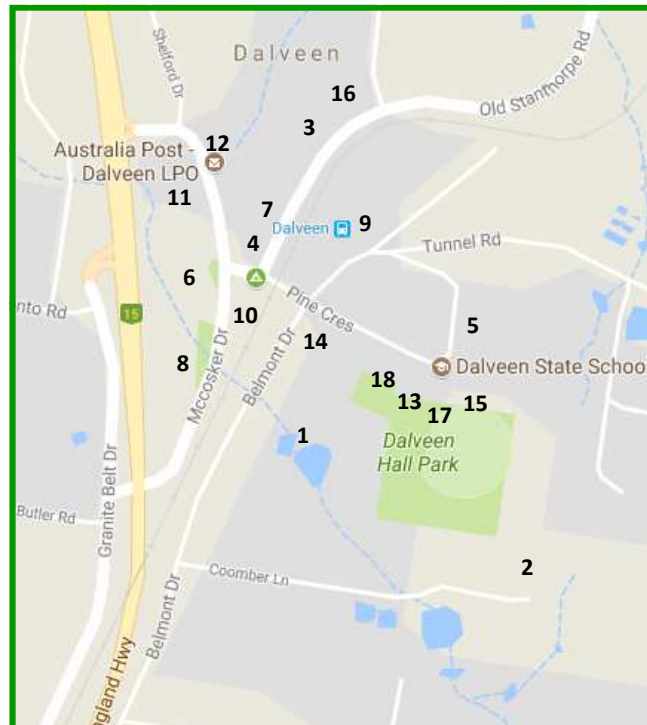 Dalveen
Shelford Dr
16
Old Stanthorpe Rd
3
12
Australia Post -
Dalveen LPO
11
7
Dalveen
9
4
Tunnel Rd
6
Pine Cres
nto Rd
15
10
5
14
Belmont Dr
Mccosker Dr
8
Dalveen State Schoo
18
13
15
17
1
Dalveen
Hall Park
Granite Belt Dr
Butler Rd
2
Coomber Ln
Belmont Dr
ngland Hwy